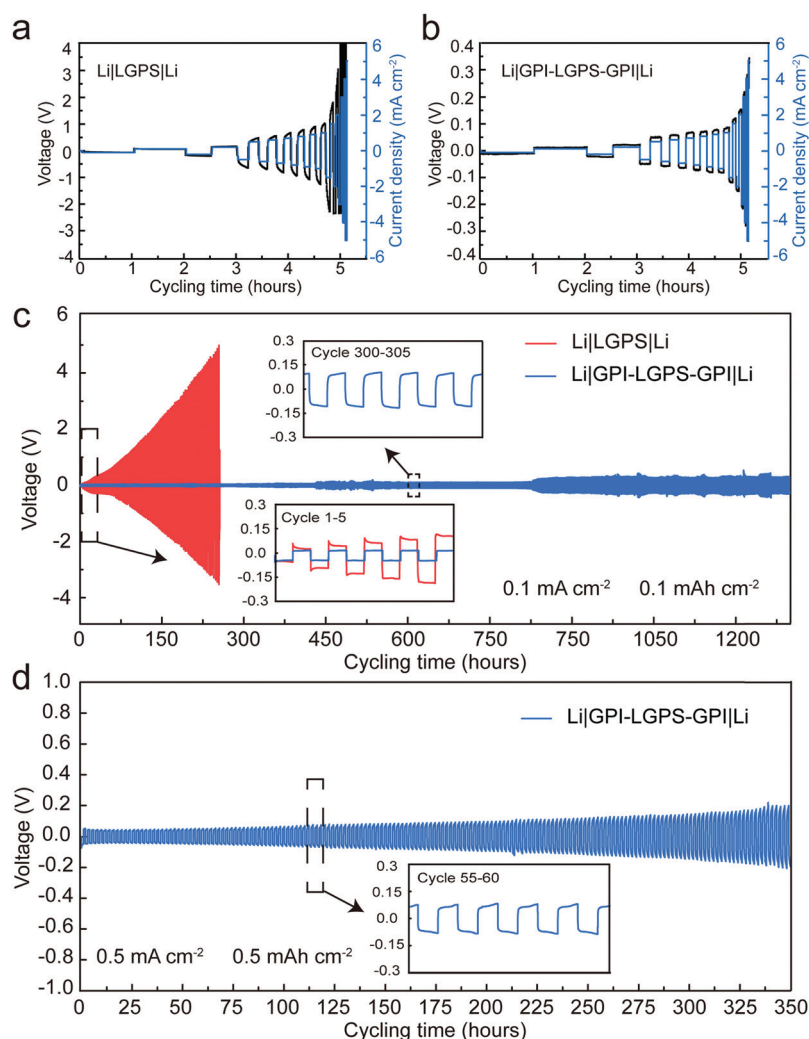 a
Li|LGPS|Li
Voltage (V)
4
3
2
1
0
-1
-2
-3
-4
6
4
2
0
-2
-4
-6
Current density (mA cm⁻²)
0 1 2 3 4 5
Cycling time (hours)
b
Li|GPI-LGPS-GPI|Li
Voltage (V)
0.4
0.3
0.2
0.1
0.0
-0.1
-0.2
-0.3
-0.4
6
4
2
0
-2
-4
-6
Current density (mA cm⁻²)
0 1 2 3 4 5
Cycling time (hours)
c
Voltage (V)
6
4
2
0
-2
-4
Li|LGPS|Li
Li|GPI-LGPS-GPI|Li
Cycle 300-305
0.3
0.15
0.0
-0.15
-0.3
Cycle 1-5
0.3
0.15
0.0
-0.15
-0.3
0.1 mA cm⁻² 0.1 mAh cm⁻²
0 150 300 450 600 750 750 1050 1200
Cycling time (hours)
d
Voltage (V)
1.0
0.8
0.6
0.4
0.2
0.0
-0.2
-0.4
-0.6
-0.8
-1.0
Li|GPI-LGPS-GPI|Li
Cycle 55-60
0.3
0.15
0.0
-0.15
-0.3
0.5 mA cm⁻² 0.5 mAh cm⁻²
0 25 50 75 100 125 150 175 200 225 250 275 300 325 350
Cycling time (hours)